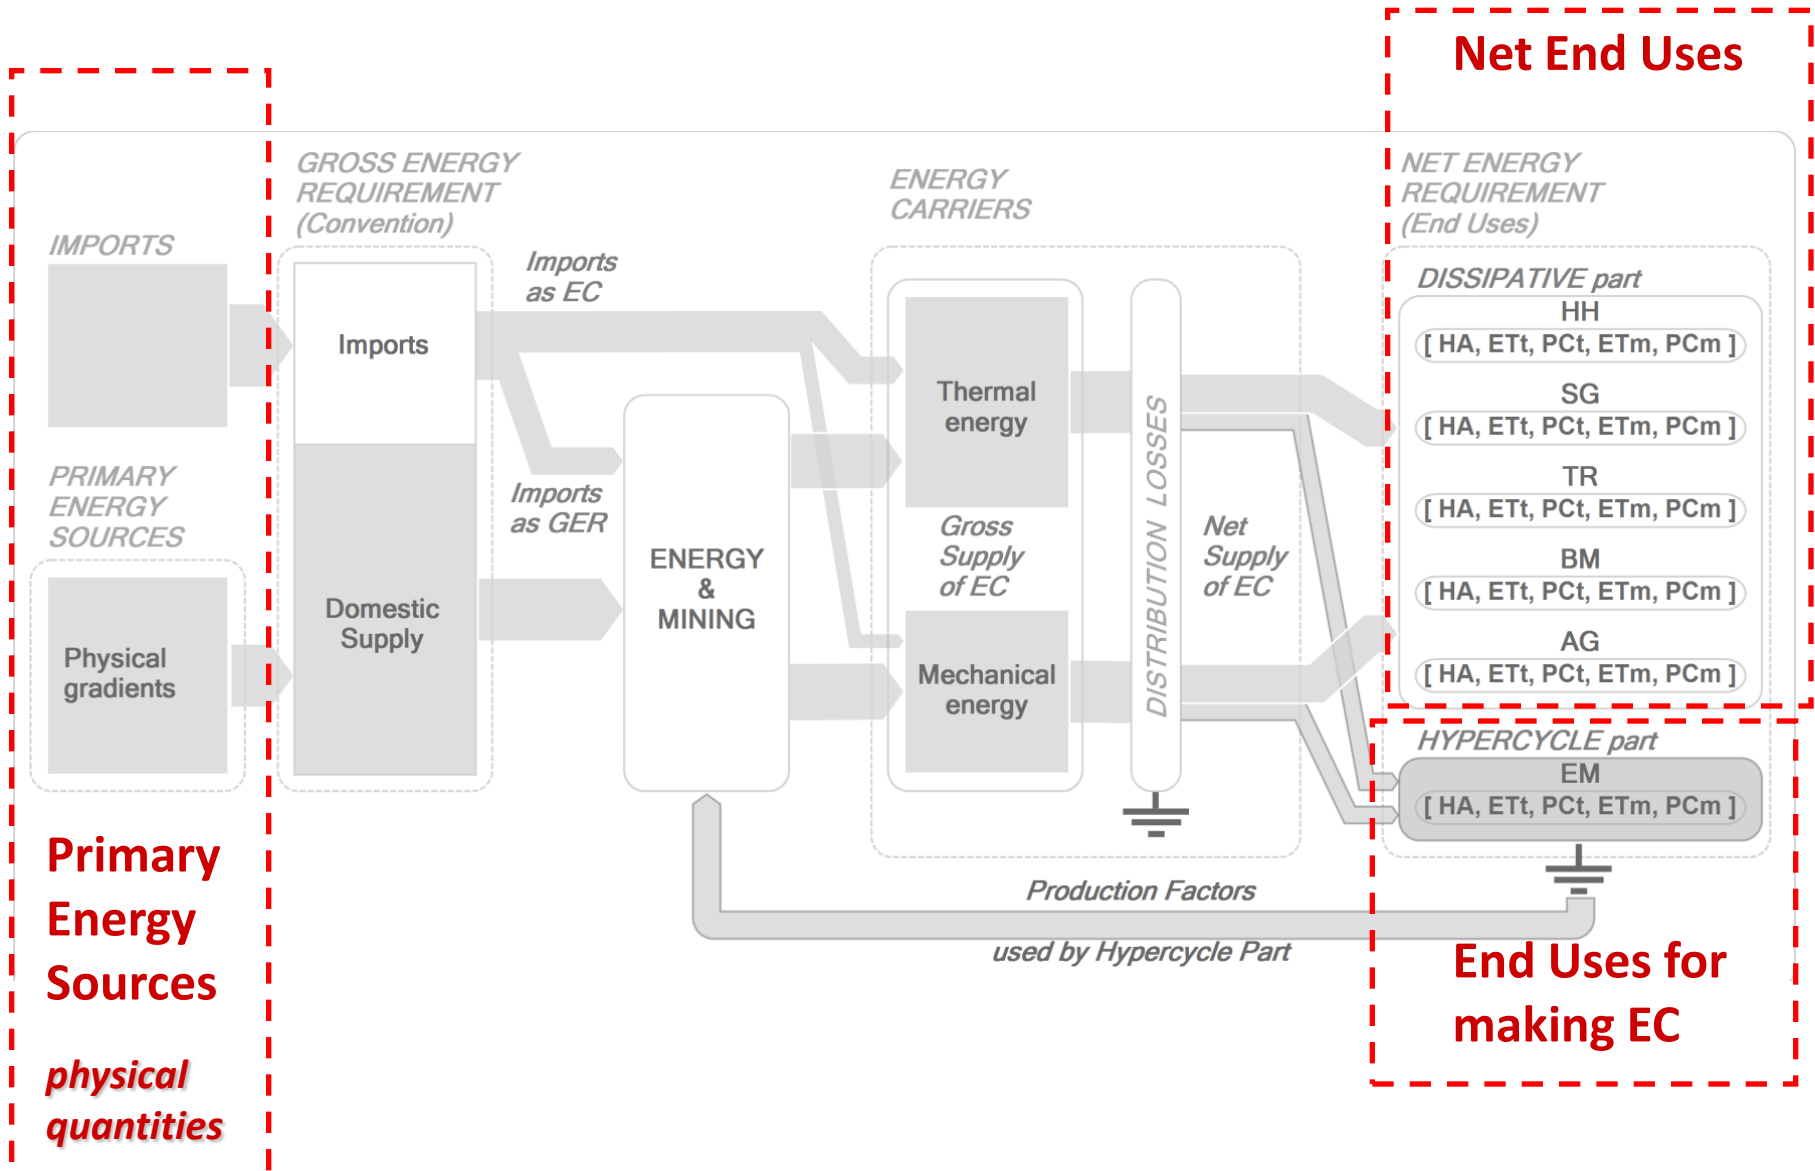 Net End Uses
GROSS ENERGY
REQUIREMENT
(Convention)
ENERGY
CARRIERS
NET ENERGY
REQUIREMENT
(End Uses)
IMPORTS
Imports
Imports
as EC
Imports
as GER
PRIMARY
ENERGY
SOURCES
Physical
gradients
Domestic
Supply
ENERGY
&
MINING
Thermal
energy
Gross
Supply
of EC
Mechanical
energy
DISTRIBUTION LOSSES
Net
Supply
of EC
DISSIPATIVE part
HH
[ HA, ETt, PCt, ETm, PCm ]
SG
[ HA, ETt, PCt, ETm, PCm ]
TR
[ HA, ETt, PCt, ETm, PCm ]
BM
[ HA, ETt, PCt, ETm, PCm ]
AG
[ HA, ETt, PCt, ETm, PCm ]
HYPERCYCLE part
EM
[ HA, ETt, PCt, ETm, PCm ]
Production Factors
used by Hypercycle Part
Primary
Energy
Sources
physical
quantities
End Uses for
making EC